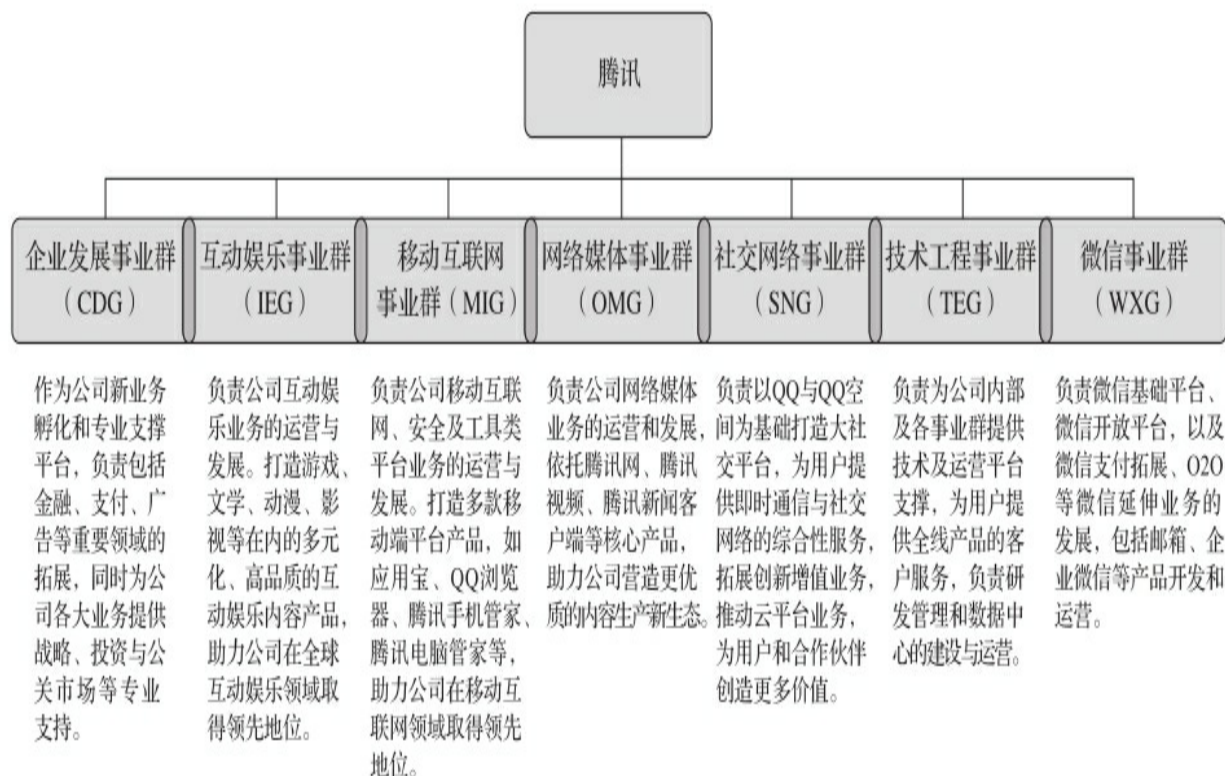 腾讯
企业发展事业群
（CDG）
互动娱乐事业群
（IEG）
移动互联网
事业群（MIG）
网络媒体事业群
（OMG）
社交网络事业群
（SNG）
技术工程事业群
（TEG）
微信事业群
（WXG）
作为公司新业务
孵化和专业支撑
平台，负责包括
金融、支付、广
告等重要领域的
拓展，同时为公
司各大业务提供
战略、投资与公
关市场等专业
支持。
负责公司互动娱
乐业务的运营与
发展。打造游戏、
文学、动漫、影
视等在内的多元
化、高品质的互
动娱乐内容产品，
助力公司在全球
互动娱乐领域取
得领先地位。
负责公司移动互联
网、安全及工具类
平台业务的运营与
发展。打造多款移
动端平台产品，如
应用宝、QQ浏览
器、腾讯手机管家、
腾讯电脑管家等，
助力公司在移动互
联网领域取得领先
地位。
负责公司网络媒体
业务的运营和发展，
依托腾讯网、腾讯
视频、腾讯新闻客
户端等核心产品，
助力公司营造更优
质的内容生产新生态。
负责以QQ与QQ空
间为基础打造大社
交平台，为用户提
供即时通信与社交
网络的综合性服务，
拓展创新增值业务，
推动云平台业务，
为用户和合作伙伴
创造更多价值。
负责为公司内部
及各事业群提供
技术及运营平台
支撑，为用户提
供全线产品的客
户服务，负责研
发管理和数据中
心的建设与运营。
负责微信基础平台、
微信开放平台，以及
微信支付拓展、O2O
等微信延伸业务的
发展，包括邮箱、企
业微信等产品开发和
运营。